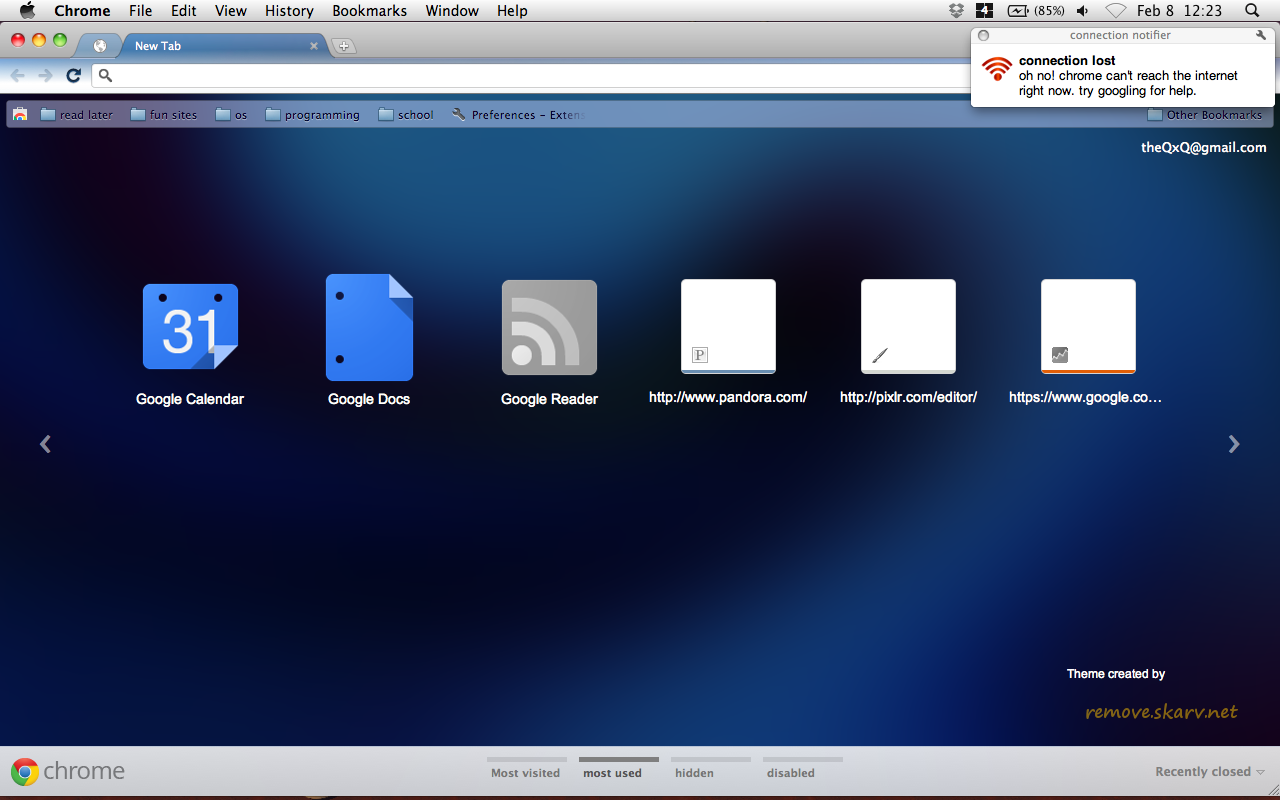 Chrome File Edit View History Bookmarks Window Help 4 (85%) Feb 8 12:23
New Tab
connection notifier
connection lost
oh no! chrome can't reach the internet
right now. try googling for help.
read later fun sites os programming school Preferences - Exten Other Bookmarks
theQxQ@gmail.com
31
P
Google Calendar Google Docs Google Reader http://www.pandora.com/ http://pixlr.com/editor/ https://www.google.co...
Theme created by
remove.skarv.net
chrome
Most visited most used hidden disabled
Recently closed